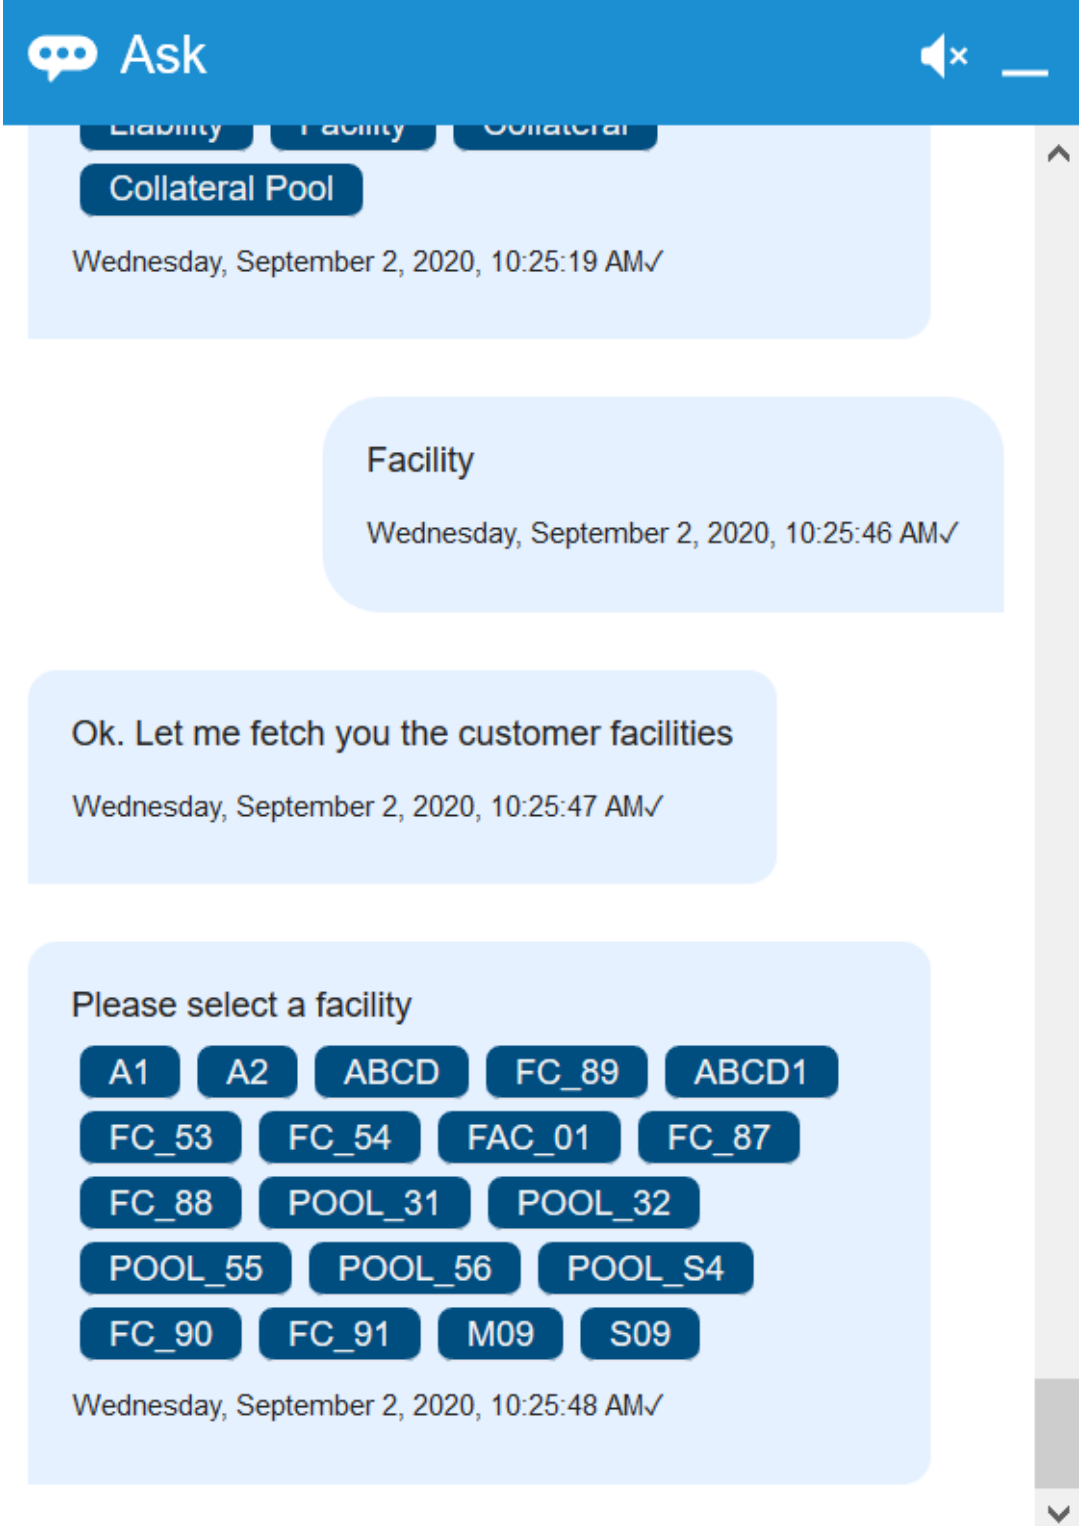 Ask
Liability Facility Collateral
Collateral Pool
Wednesday, September 2, 2020, 10:25:19 AM✓
Facility
Wednesday, September 2, 2020, 10:25:46 AM✓
Ok. Let me fetch you the customer facilities
Wednesday, September 2, 2020, 10:25:47 AM✓
Please select a facility
A1 A2 ABCD FC_89 ABCD1
FC_53 FC_54 FAC_01 FC_87
FC_88 POOL_31 POOL_32
POOL_55 POOL_56 POOL_S4
FC_90 FC_91 M09 S09
Wednesday, September 2, 2020, 10:25:48 AM✓